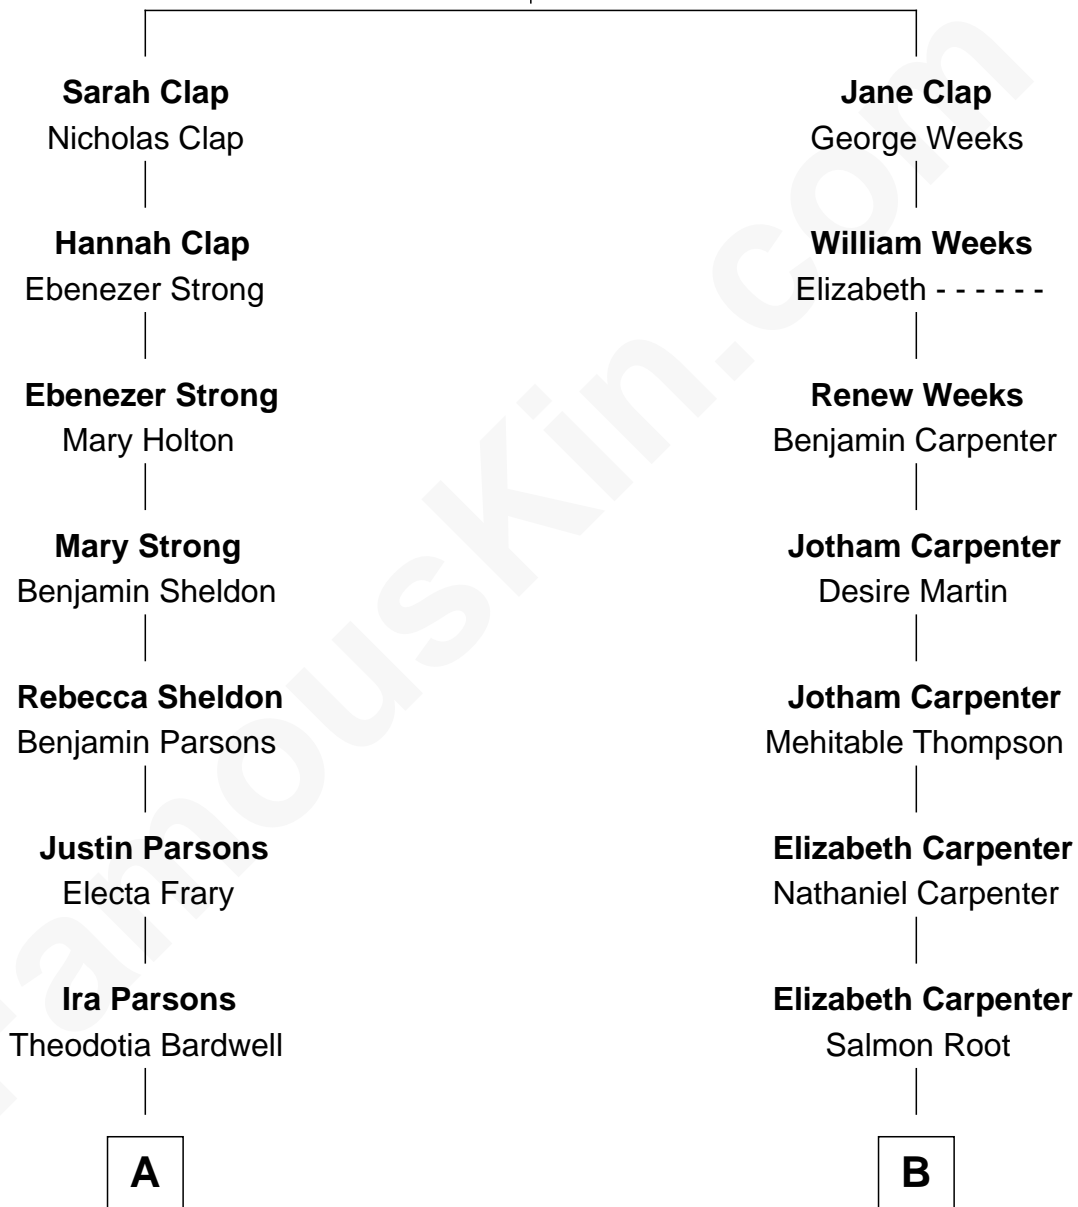 Sarah Clap
Nicholas Clap
Hannah Clap
Ebenezer Strong
Ebenezer Strong
Mary Holton
Mary Strong
Benjamin Sheldon
Rebecca Sheldon
Benjamin Parsons
Justin Parsons
Electa Frary
Ira Parsons
Theodotia Bardwell
A
Jane Clap
George Weeks
William Weeks
Elizabeth - - - - - -
Renew Weeks
Benjamin Carpenter
Jotham Carpenter
Desire Martin
Jotham Carpenter
Mehitable Thompson
Elizabeth Carpenter
Nathaniel Carpenter
Elizabeth Carpenter
Salmon Root
B
FamousKin.com